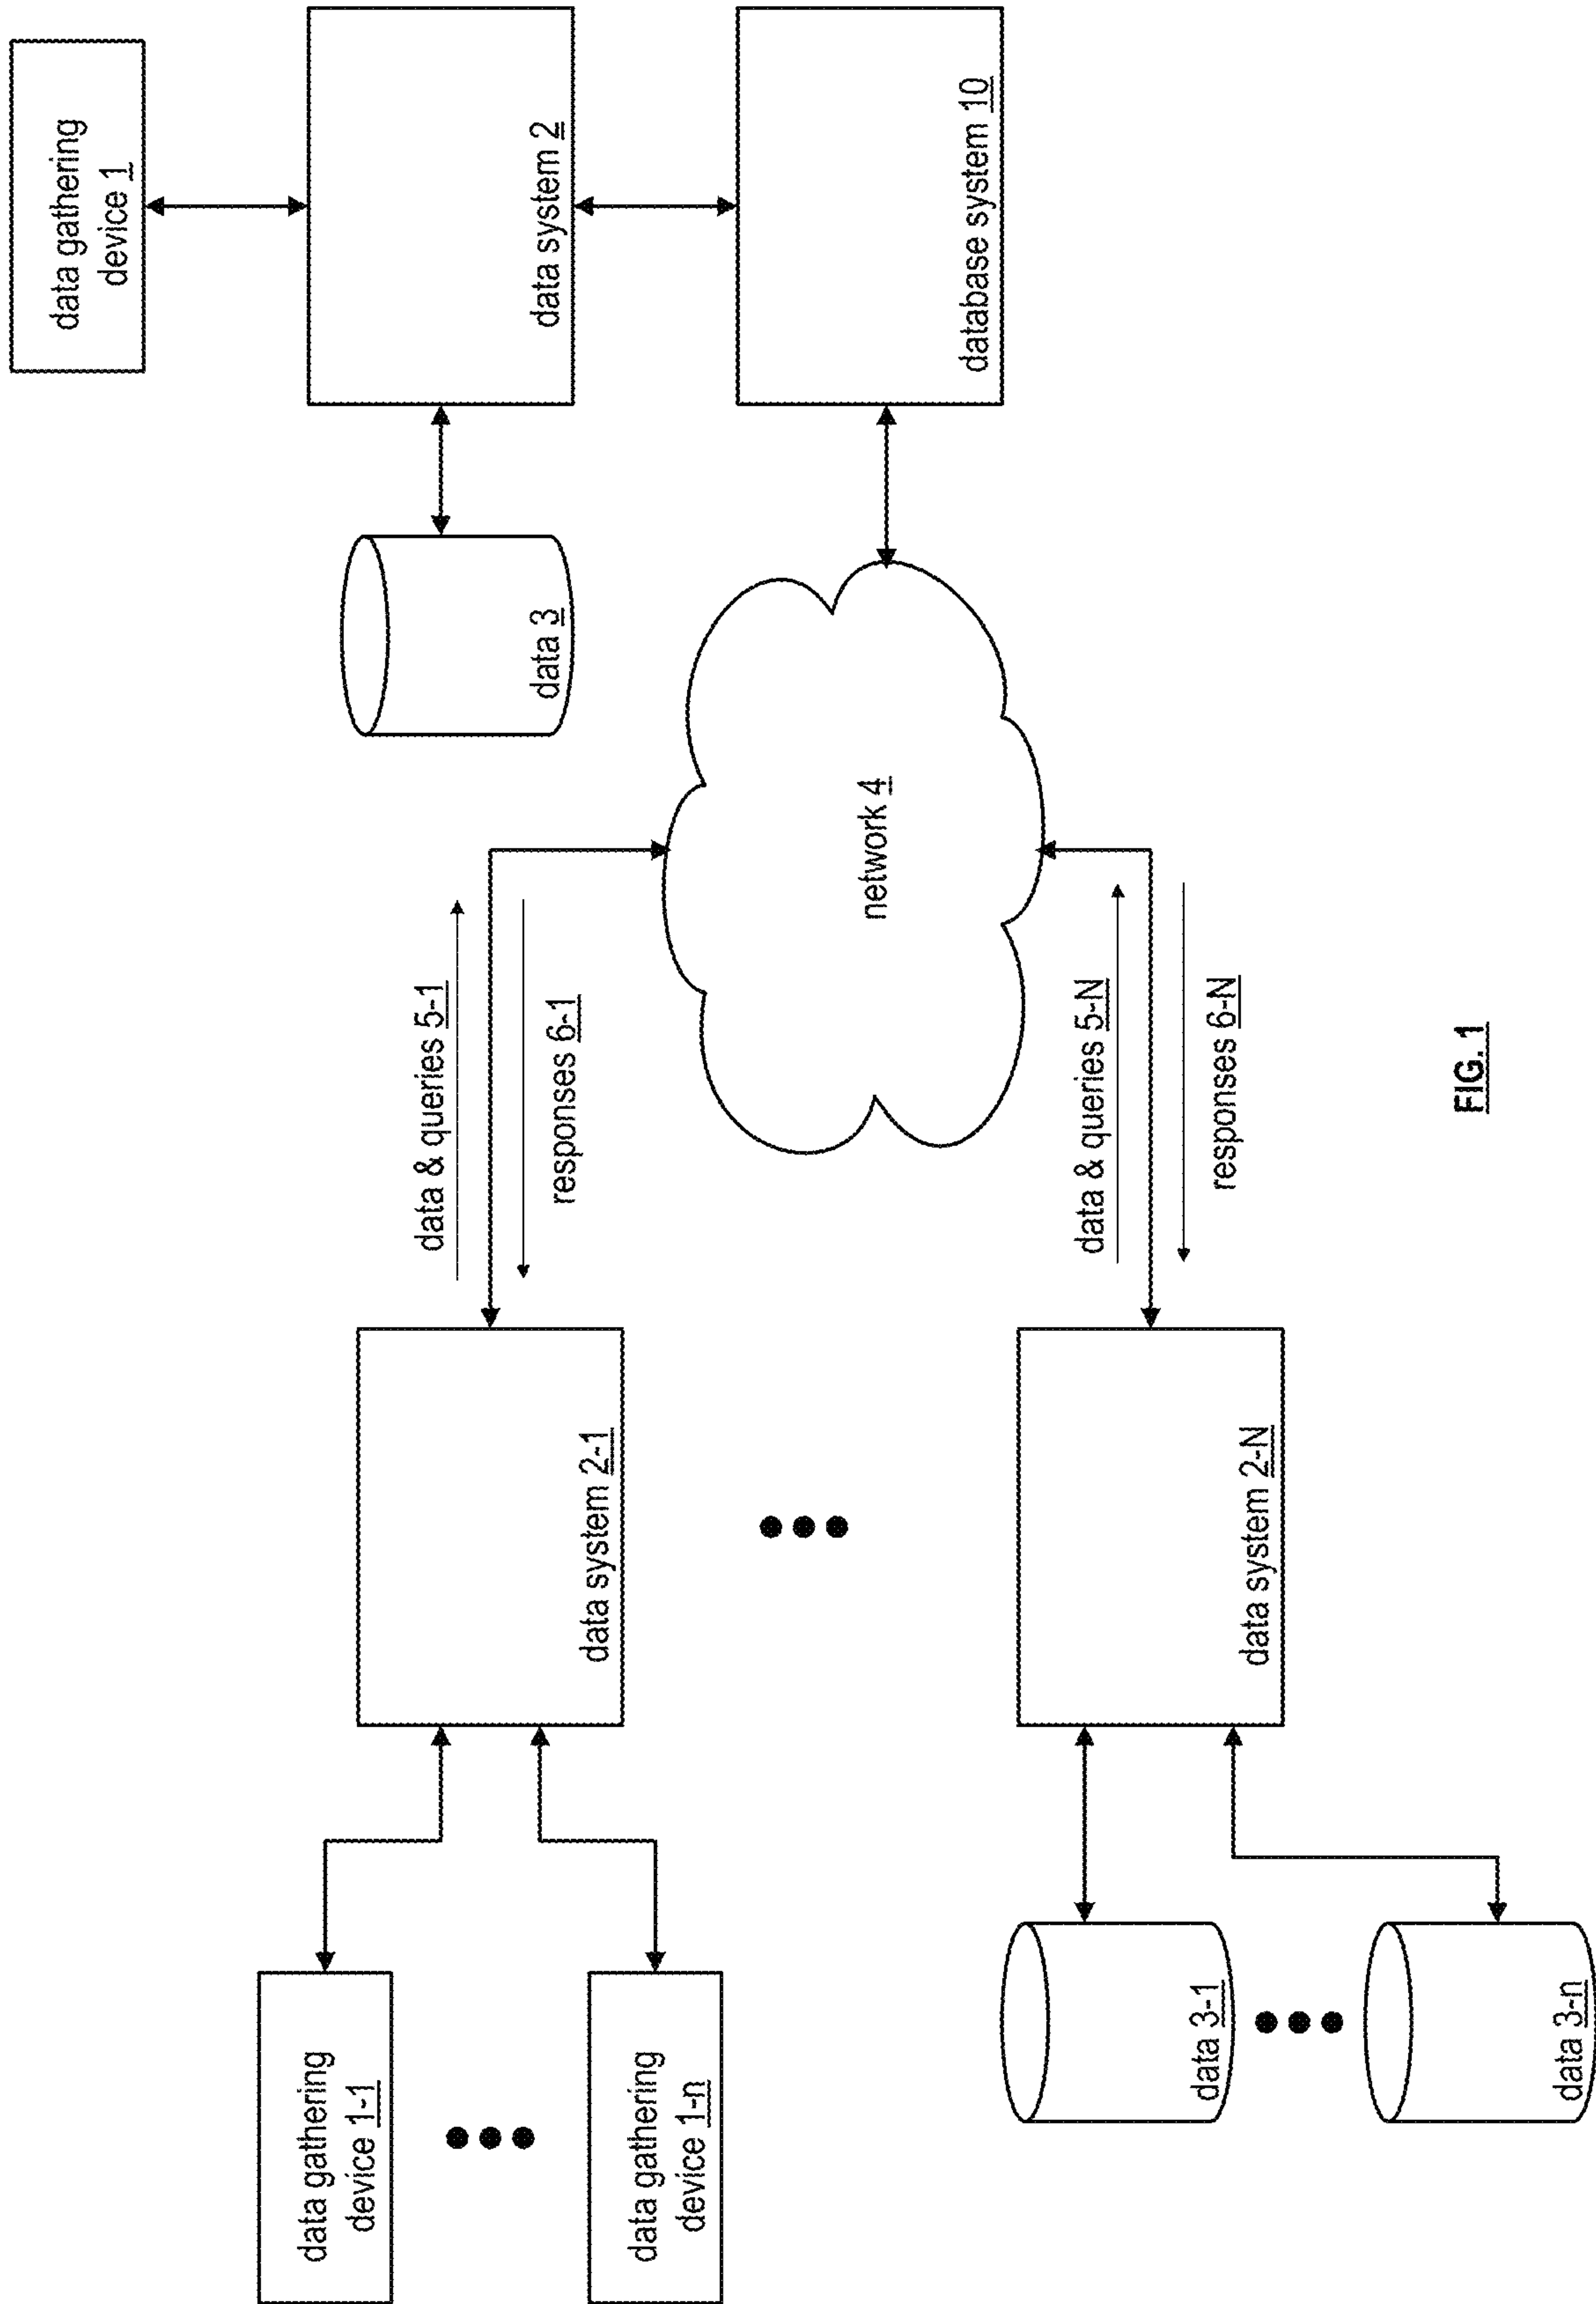 data gathering
device 1-1
data gathering
device 1-n
data system 2-1
data & queries 5-1
responses 6-1
data 3-1
data 3-n
data system 2-N
data & queries 5-N
responses 6-N
network 4
data 3
data gathering
device 1
data system 2
database system 10
FIG. 1